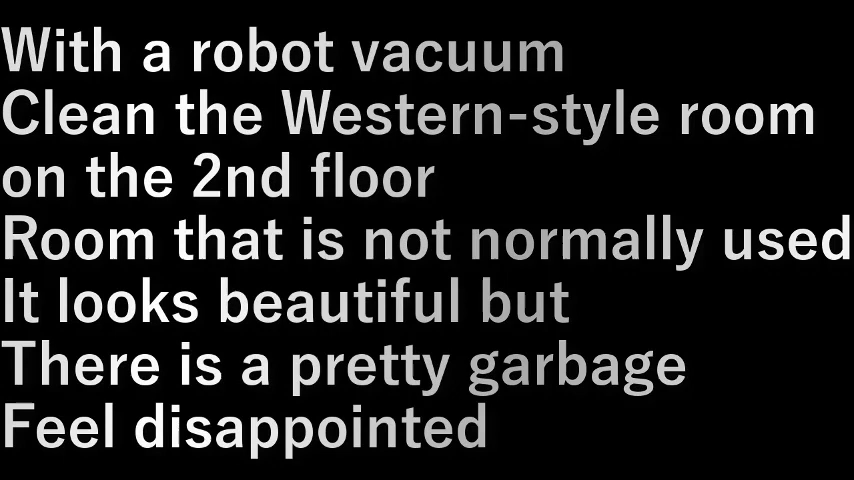 With a robot vacuum
Clean the Western-style room
on the 2nd floor
Room that is not normally used
It looks beautiful but
There is a pretty garbage
Feel disappointed